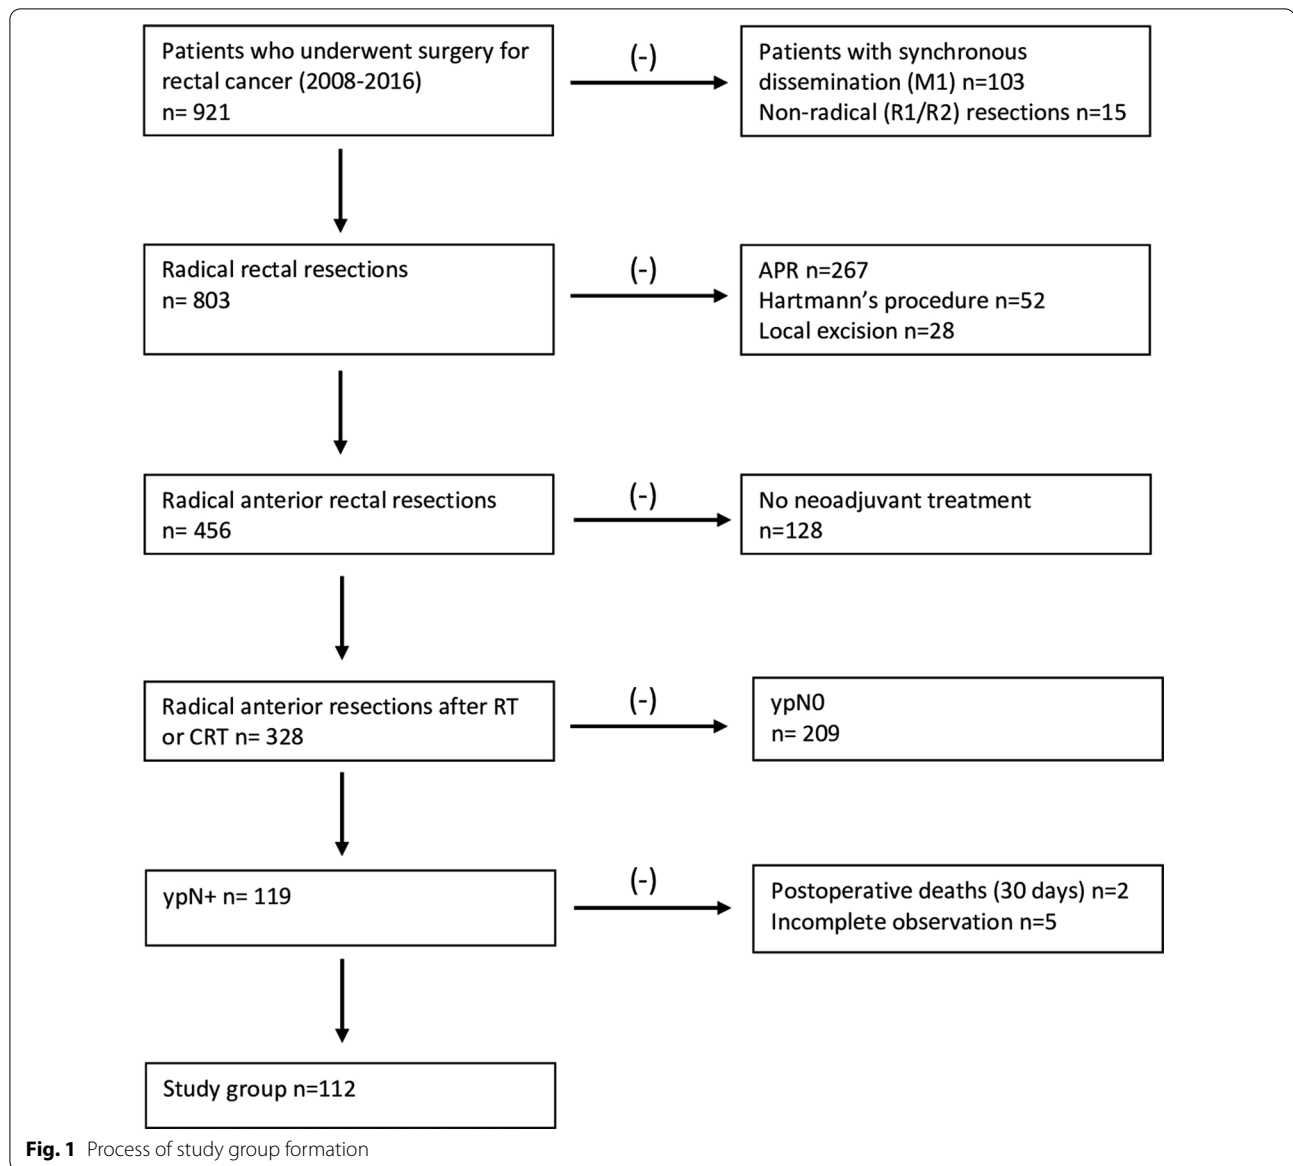 Patients who underwent surgery for
rectal cancer (2008-2016)
n= 921
(-)
Patients with synchronous
dissemination (M1) n=103
Non-radical (R1/R2) resections n=15
Radical rectal resections
n= 803
(-)
APR n=267
Hartmann’s procedure n=52
Local excision n=28
Radical anterior rectal resections
n= 456
(-)
No neoadjuvant treatment
n=128
Radical anterior resections after RT
or CRT n= 328
(-)
ypN0
n= 209
ypN+ n= 119
(-)
Postoperative deaths (30 days) n=2
Incomplete observation n=5
Study group n=112
Fig. 1 Process of study group formation